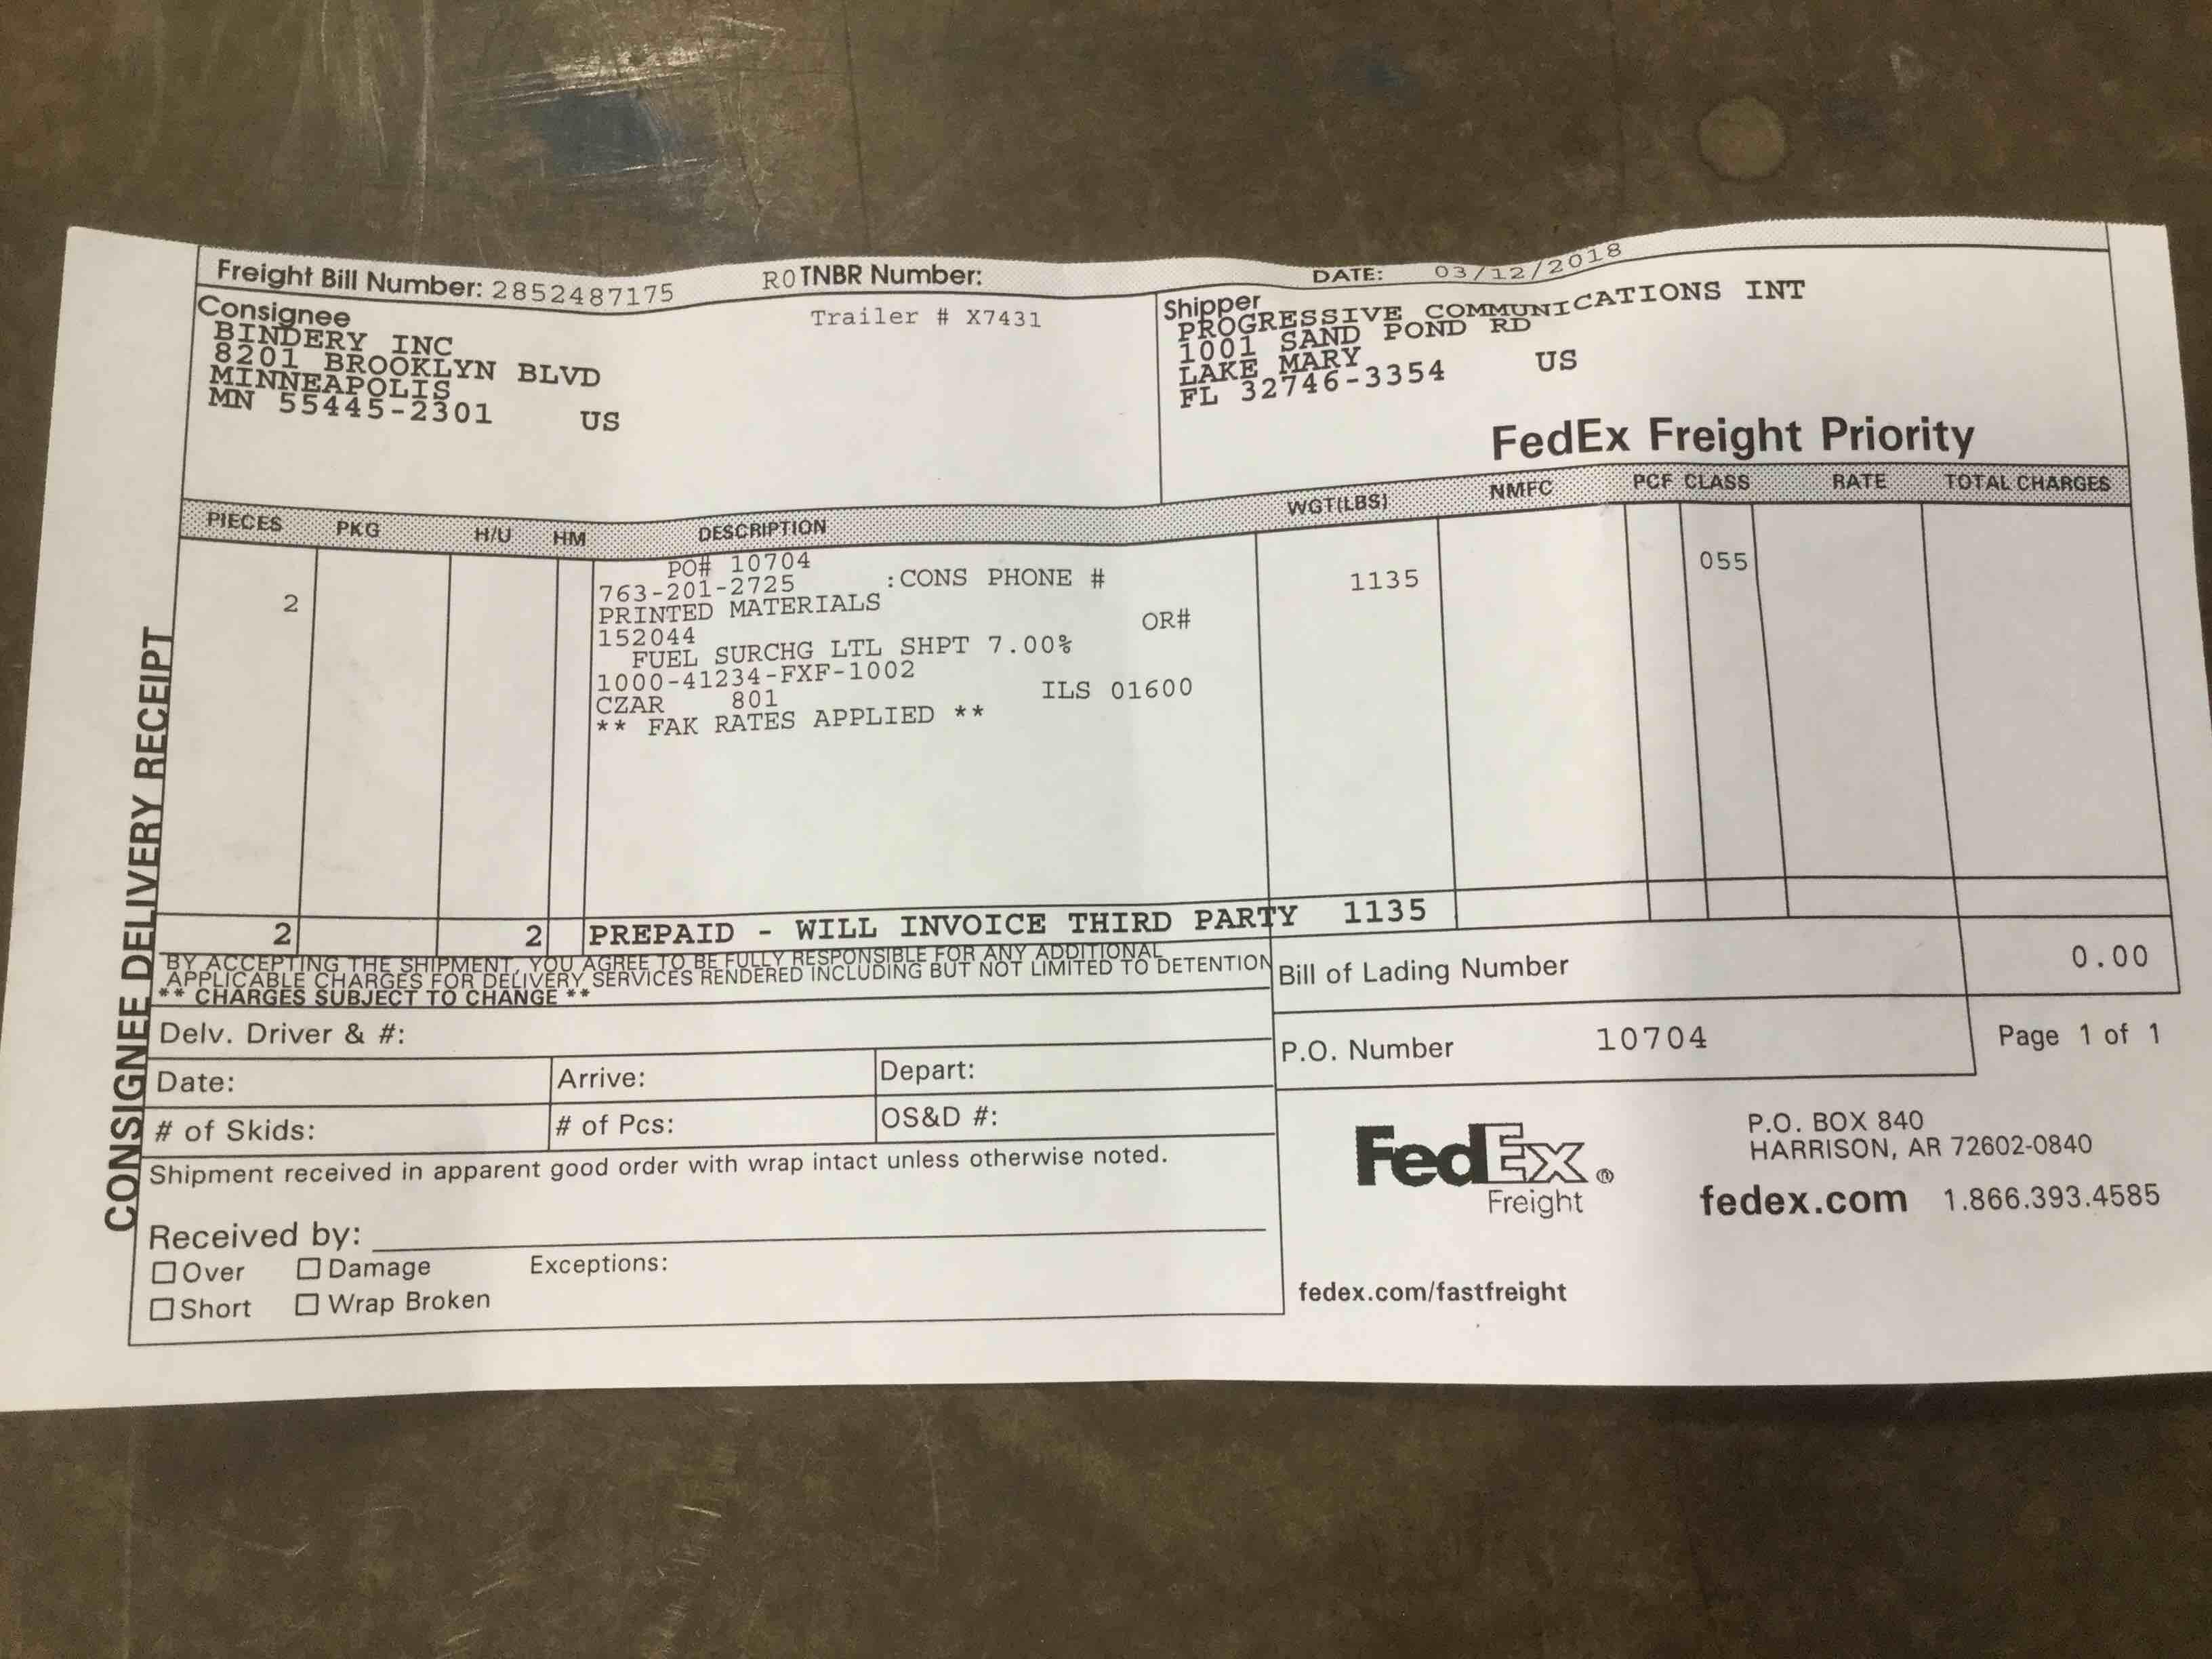 Freight Bill Number: 2852487175 ROTNBR Number: DATE: 03/12/2018
Consignee
BINDERY INC
8201 BROOKLYN BLVD
MINNEAPOLIS
MN 55445-2301 US
Trailer # X7431
Shipper
PROGRESSIVE COMMUNICATIONS INT
1001 SAND POND RD
LAKE MARY
FL 32746-3354 US
FedEx Freight Priority
PIECES PKG H/U HM DESCRIPTION WGT(LBS) NMFC PCF CLASS RATE TOTAL CHARGES
PO# 10704
763-201-2725 :CONS PHONE #
2 PRINTED MATERIALS 1135 055
152044 OR#
FUEL SURCHG LTL SHPT 7.00%
1000-41234-FXF-1002
CZAR 801 ILS 01600
** FAK RATES APPLIED **
2 2 PREPAID - WILL INVOICE THIRD PARTY 1135
BY ACCEPTING THE SHIPMENT, YOU AGREE TO BE FULLY RESPONSIBLE FOR ANY ADDITIONAL
APPLICABLE CHARGES FOR DELIVERY SERVICES RENDERED INCLUDING BUT NOT LIMITED TO DETENTION
** CHARGES SUBJECT TO CHANGE **
Bill of Lading Number 0.00
Delv. Driver & #:
P.O. Number 10704 Page 1 of 1
Date: Arrive: Depart:
# of Skids: # of Pcs: OS&D #:
Shipment received in apparent good order with wrap intact unless otherwise noted.
Received by:
Over Damage Exceptions:
Short Wrap Broken
FedEx®
Freight
P.O. BOX 840
HARRISON, AR 72602-0840
fedex.com 1.866.393.4585
fedex.com/fastfreight
CONSIGNEE DELIVERY RECEIPT